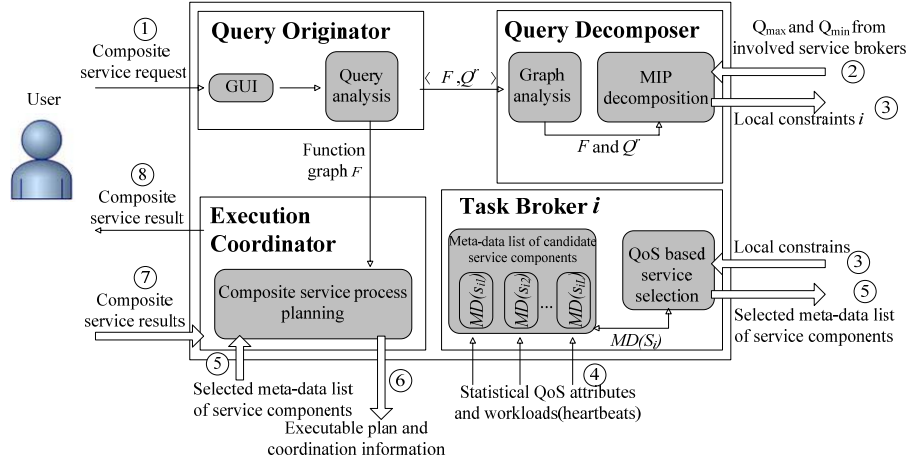 ①
Composite
service request
User
Query Originator
GUI
Query
analysis
⟨ F ,Qʳ ⟩
Query Decomposer
Graph
analysis
MIP
decomposition
F and Qʳ
Qmax and Qmin from
involved service brokers
②
③
Local constraints i
Function
graph F
⑧
Composite
service result
Execution
Coordinator
Composite service process
planning
⑦
Composite
service results
⑤
Selected meta-data list
of service components
⑥
Executable plan and
coordination information
Task Broker i
Meta-data list of candidate
service components
MD(si1)
MD(si2)
...
MD(sil)
QoS based
service
selection
MD(Si)
④
Statistical QoS attributes
and workloads(heartbeats)
Local constrains
③
⑤
Selected meta-data list
of service components